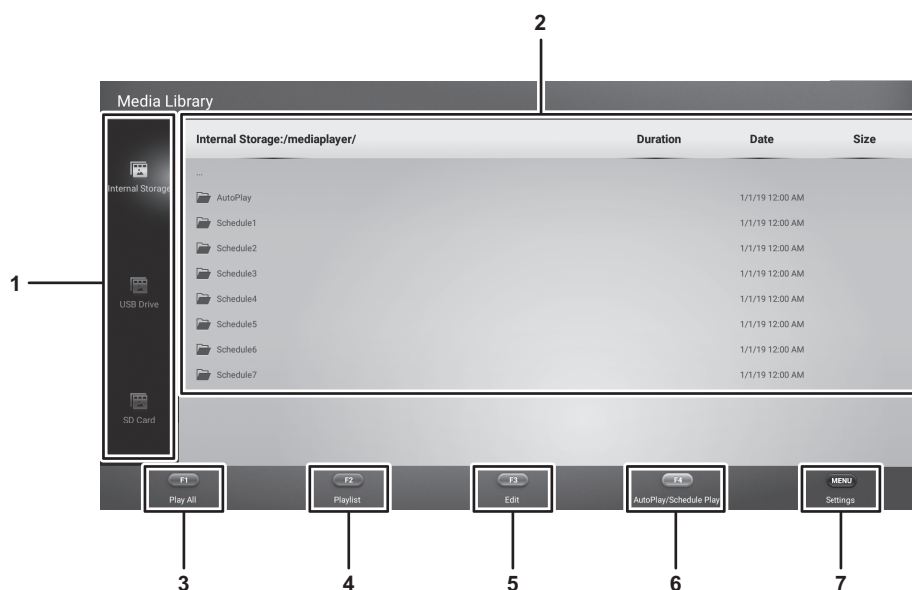 2
Media Library
Internal Storage:/mediaplayer/ Duration Date Size
...
AutoPlay 1/1/19 12:00 AM
Schedule1 1/1/19 12:00 AM
Schedule2 1/1/19 12:00 AM
Schedule3 1/1/19 12:00 AM
Schedule4 1/1/19 12:00 AM
Schedule5 1/1/19 12:00 AM
Schedule6 1/1/19 12:00 AM
Schedule7 1/1/19 12:00 AM
Internal Storage
1
USB Drive
SD Card
F1 F2 F3 F4 MENU
Play All Playlist Edit AutoPlay/Schedule Play Settings
3 4 5 6 7